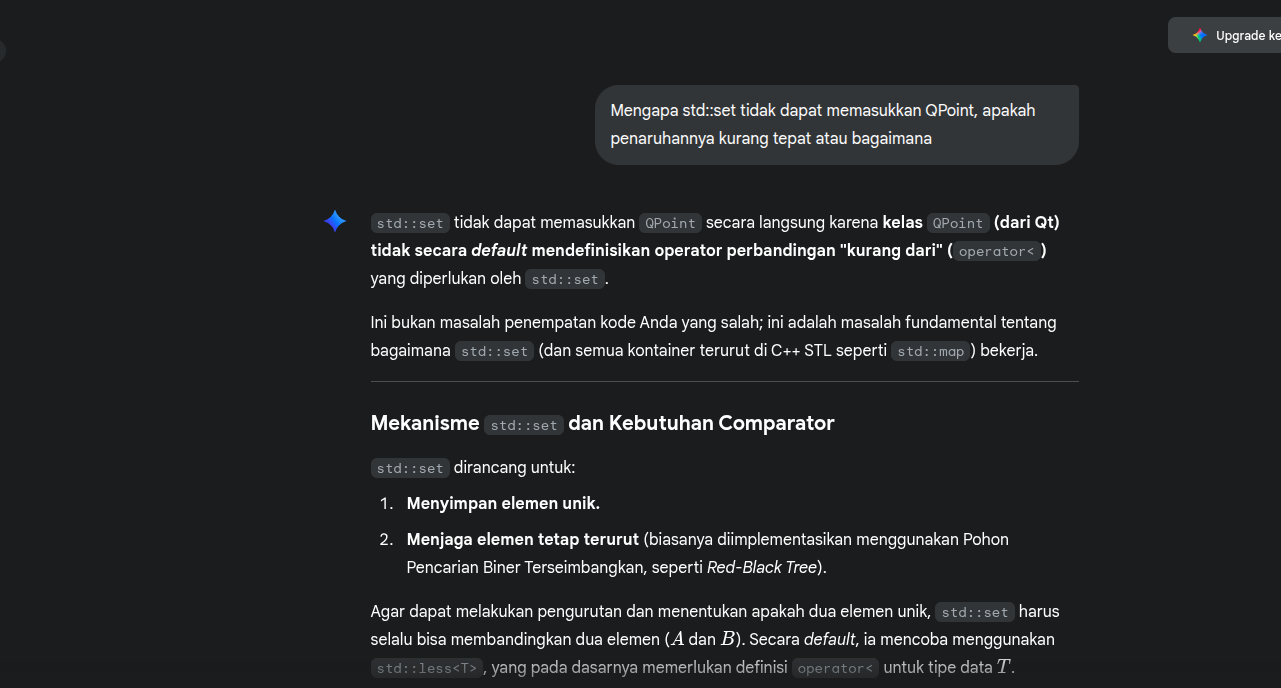 Upgrade ke
Mengapa std::set tidak dapat memasukkan QPoint, apakah
penaruhannya kurang tepat atau bagaimana
std::set tidak dapat memasukkan QPoint secara langsung karena kelas QPoint (dari Qt)
tidak secara default mendefinisikan operator perbandingan "kurang dari" (operator<)
yang diperlukan oleh std::set.
Ini bukan masalah penempatan kode Anda yang salah; ini adalah masalah fundamental tentang
bagaimana std::set (dan semua kontainer terurut di C++ STL seperti std::map) bekerja.
Mekanisme std::set dan Kebutuhan Comparator
std::set dirancang untuk:
1. Menyimpan elemen unik.
2. Menjaga elemen tetap terurut (biasanya diimplementasikan menggunakan Pohon
Pencarian Biner Terseimbangkan, seperti Red-Black Tree).
Agar dapat melakukan pengurutan dan menentukan apakah dua elemen unik, std::set harus
selalu bisa membandingkan dua elemen (A dan B). Secara default, ia mencoba menggunakan
std::less<T>, yang pada dasarnya memerlukan definisi operator< untuk tipe data T.